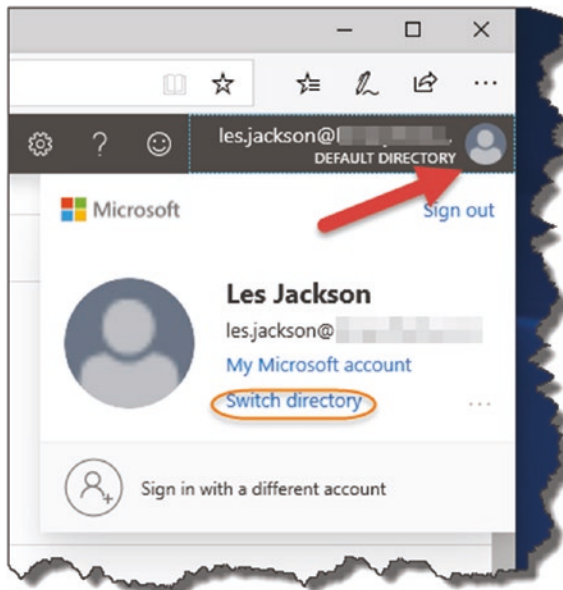 les.jackson@
DEFAULT DIRECTORY
Microsoft
Sign out
Les Jackson
les.jackson@
My Microsoft account
Switch directory
Sign in with a different account